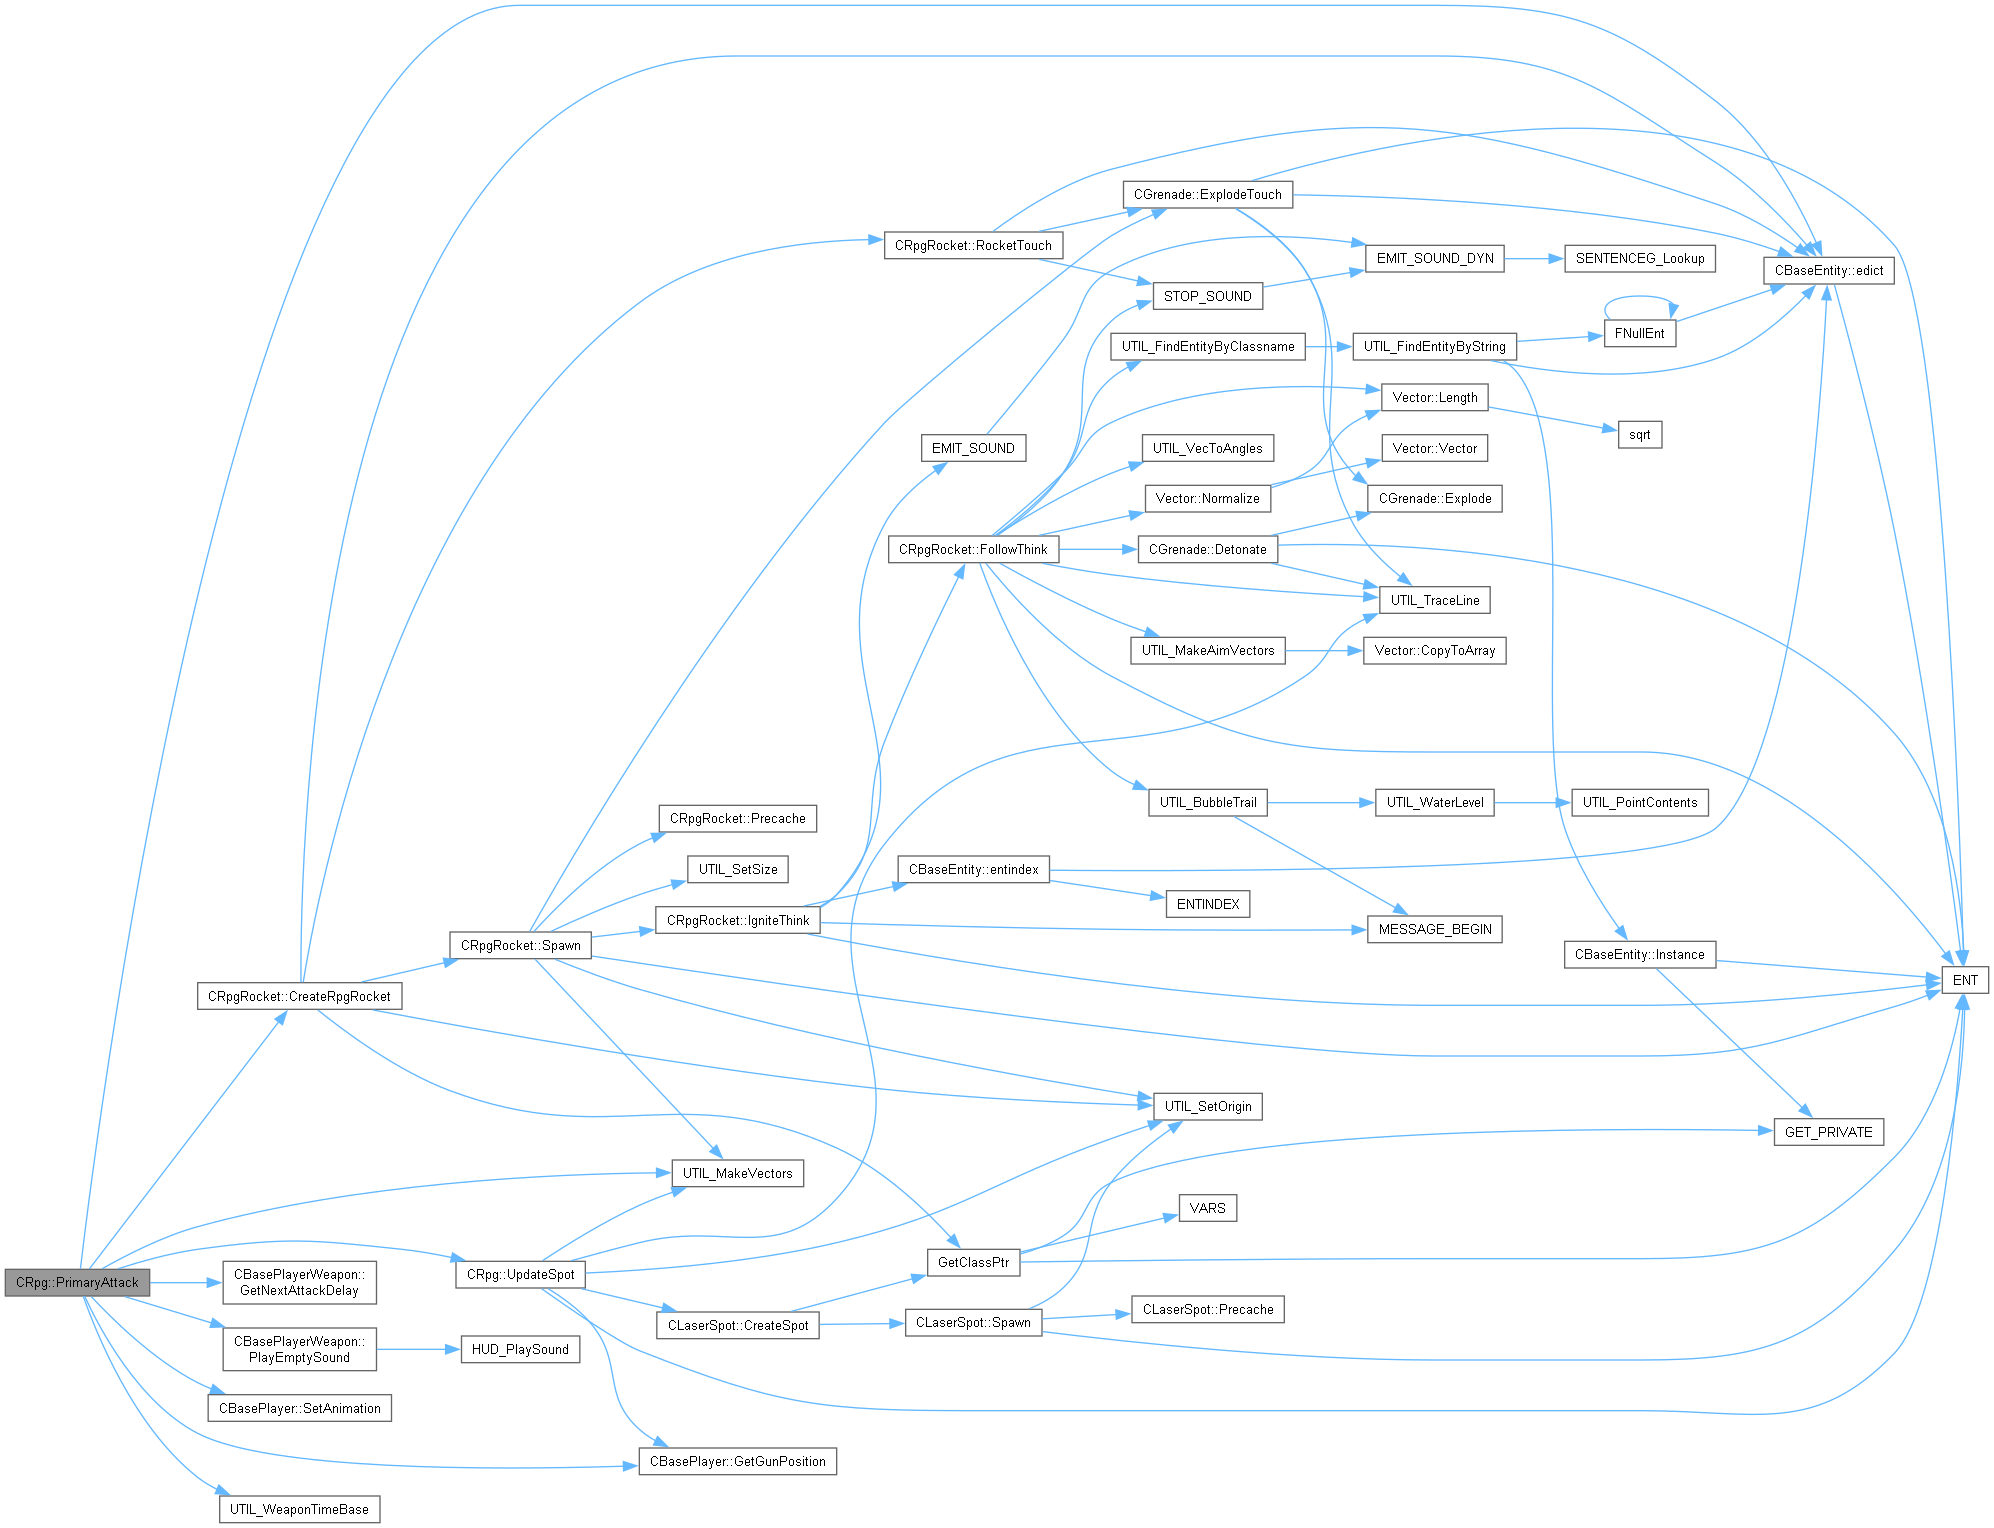 CGrenade::ExplodeTouch
CRpgRocket::RocketTouch
EMIT_SOUND_DYN
SENTENCEG_Lookup
CBaseEntity::edict
STOP_SOUND
FNullEnt
UTIL_FindEntityByClassname
UTIL_FindEntityByString
Vector::Length
sqrt
EMIT_SOUND
UTIL_VecToAngles
Vector::Vector
Vector::Normalize
CGrenade::Explode
CRpgRocket::FollowThink
CGrenade::Detonate
UTIL_TraceLine
UTIL_MakeAimVectors
Vector::CopyToArray
UTIL_BubbleTrail
UTIL_WaterLevel
UTIL_PointContents
CRpgRocket::Precache
UTIL_SetSize
CBaseEntity::entindex
ENTINDEX
CRpgRocket::IgniteThink
MESSAGE_BEGIN
CRpgRocket::Spawn
CBaseEntity::Instance
ENT
CRpgRocket::CreateRpgRocket
UTIL_SetOrigin
GET_PRIVATE
UTIL_MakeVectors
VARS
GetClassPtr
CRpg::PrimaryAttack
CBasePlayerWeapon::
GetNextAttackDelay
CRpg::UpdateSpot
CLaserSpot::Precache
CLaserSpot::CreateSpot
CLaserSpot::Spawn
CBasePlayerWeapon::
PlayEmptySound
HUD_PlaySound
CBasePlayer::SetAnimation
CBasePlayer::GetGunPosition
UTIL_WeaponTimeBase